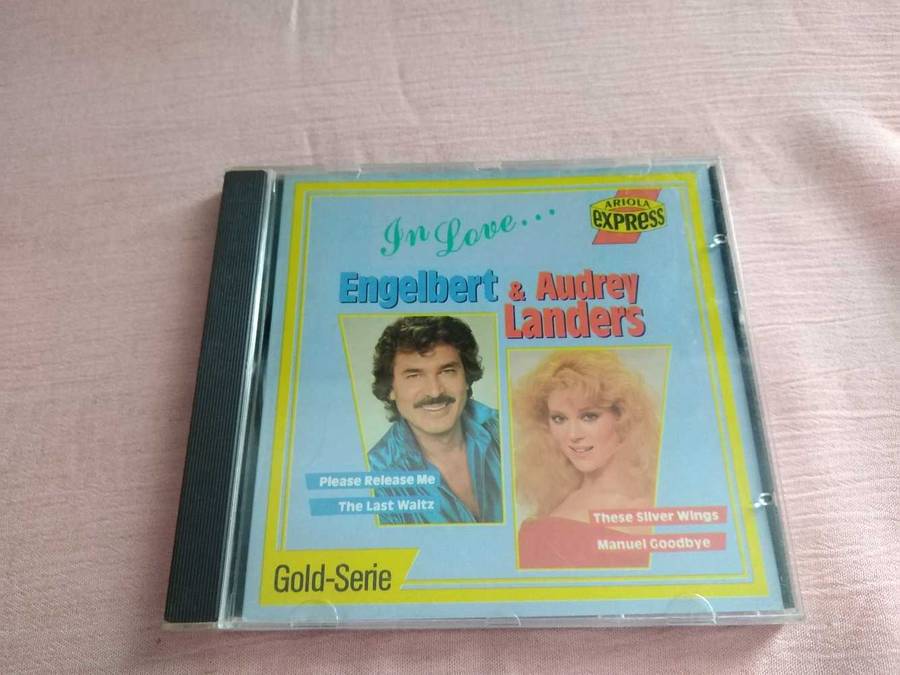 In Love...
ARIOLA
EXPRESS
Engelbert & Audrey
Landers
Please Release Me
The Last Waltz
These Silver Wings
Manuel Goodbye
Gold-Serie